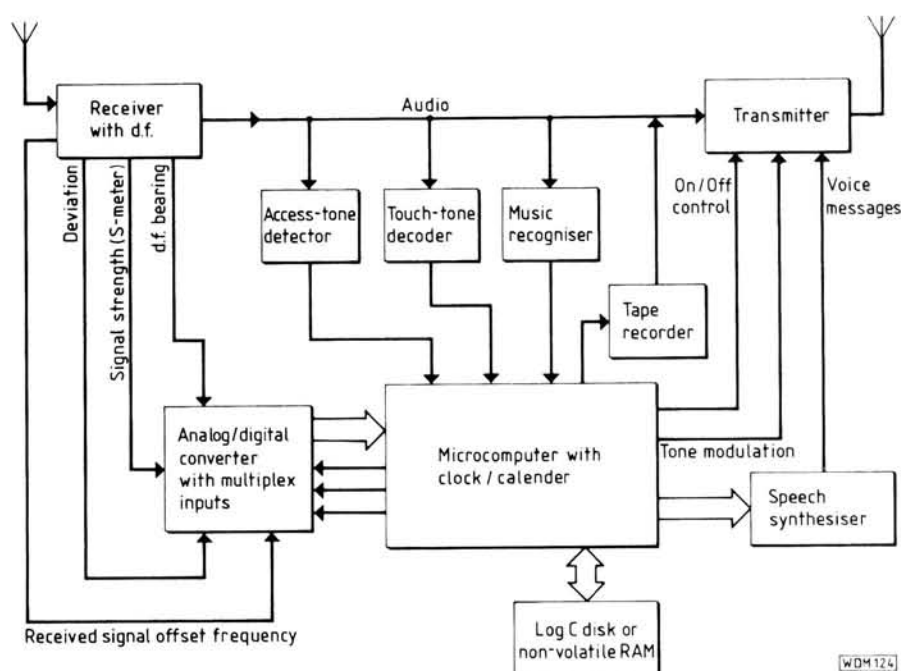 Receiver
with d.f.
Audio
Transmitter
Deviation
Signal strength (S-meter)
d.f. bearing
Access-tone
detector
Touch-tone
decoder
Music
recogniser
On/Off
control
Voice
messages
Tape
recorder
Analog/digital
converter
with multiplex
inputs
Microcomputer with
clock / calender
Tone modulation
Speech
synthesiser
Received signal offset frequency
Log C disk or
non-volatile RAM
WDM124